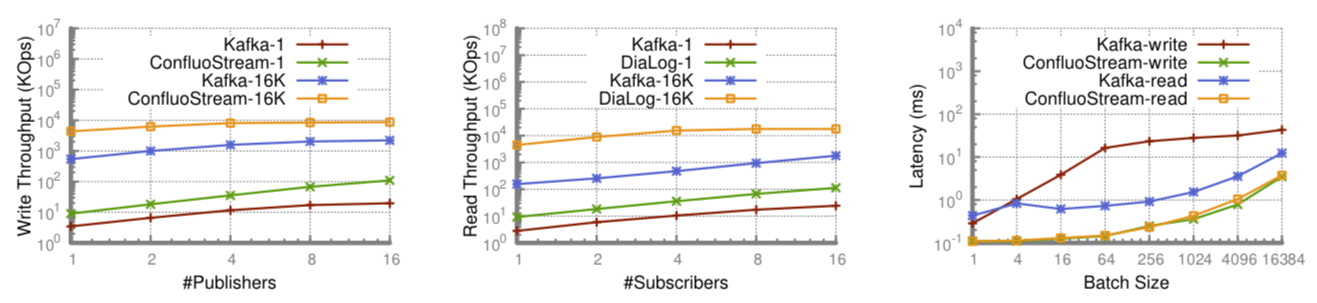 Write Throughput (KOps)
10^7
10^6
10^5
10^4
10^3
10^2
10^1
10^0
Kafka-1
ConfluoStream-1
Kafka-16K
ConfluoStream-16K
1 2 4 8 16
#Publishers
Read Throughput (KOps)
10^8
10^7
10^6
10^5
10^4
10^3
10^2
10^1
10^0
Kafka-1
DiaLog-1
Kafka-16K
DiaLog-16K
1 2 4 8 16
#Subscribers
Latency (ms)
10^4
10^3
10^2
10^1
10^0
10^-1
Kafka-write
ConfluoStream-write
Kafka-read
ConfluoStream-read
1 4 16 64 256 1024 4096 16384
Batch Size